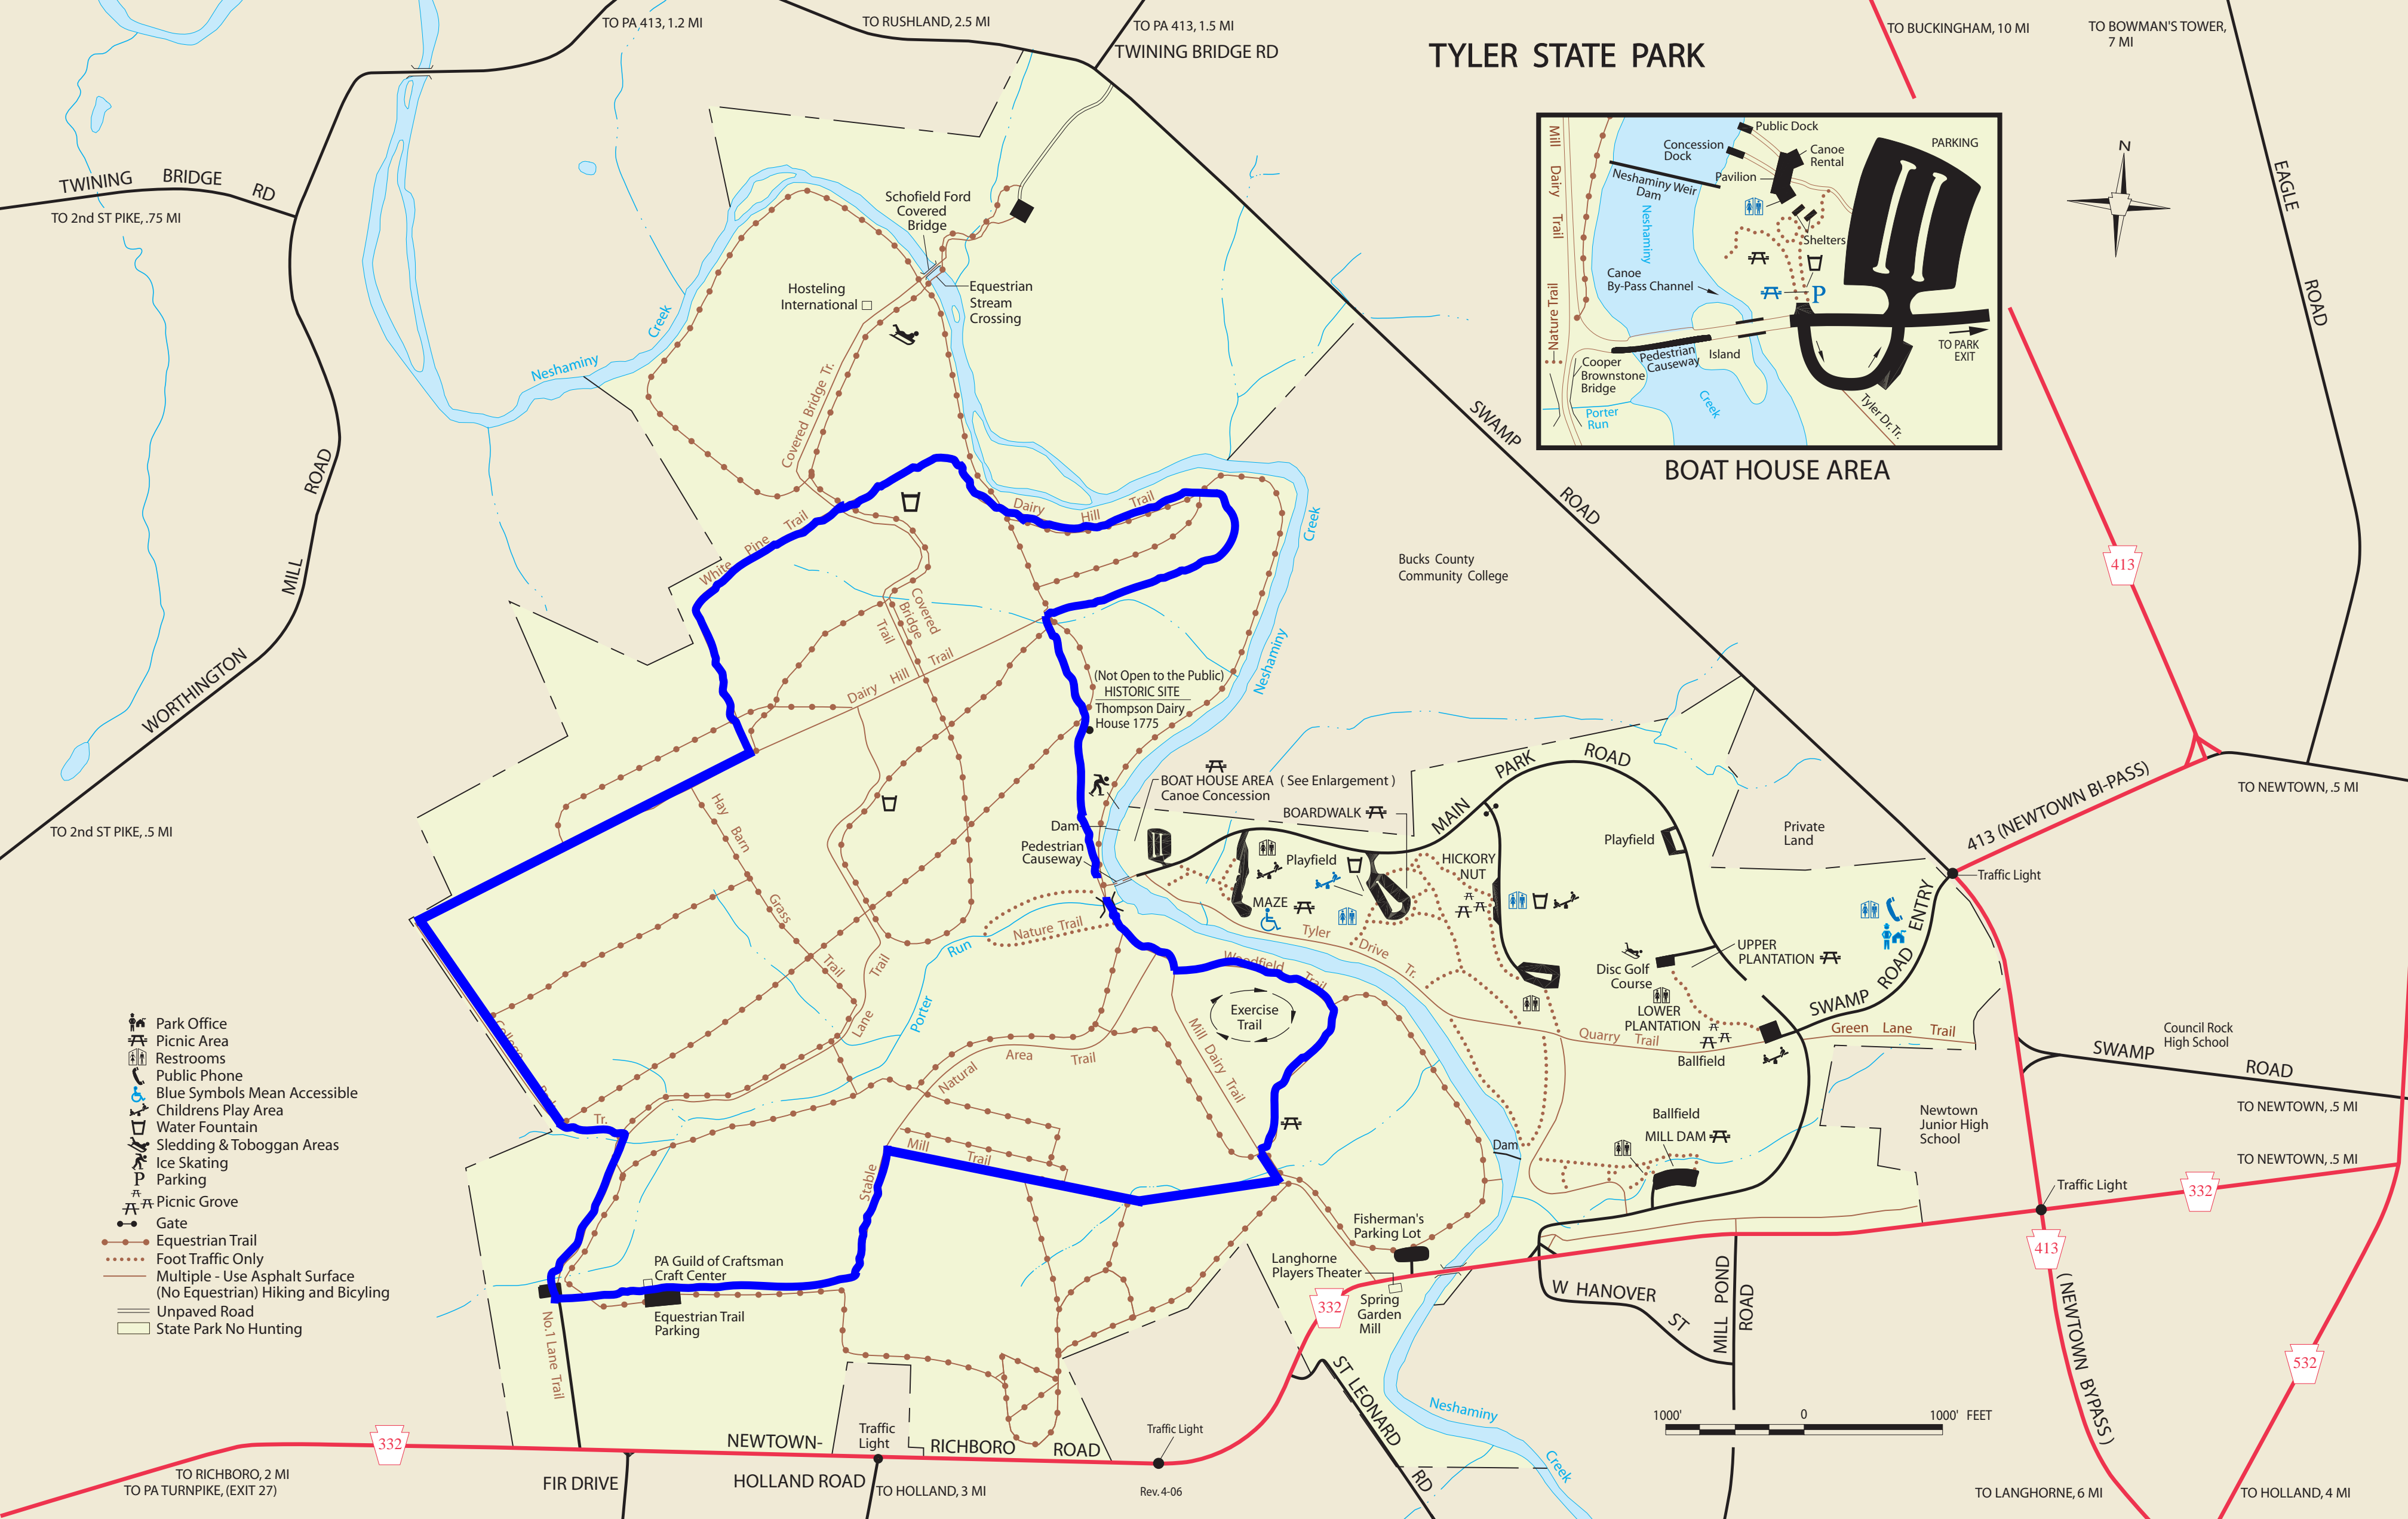 TO PA 413, 1.2 MI
TO RUSHLAND, 2.5 MI
TO PA 413, 1.5 MI
TWINING BRIDGE RD
TYLER STATE PARK
TO BUCKINGHAM, 10 MI
TO BOWMAN'S TOWER,
7 MI
TWINING BRIDGE RD
TO 2nd ST PIKE, .75 MI
Mill Dairy Trail
Nature Trail
Public Dock
Concession
Dock
Canoe
Rental
PARKING
Neshaminy Weir
Dam
Pavilion
Neshaminy
Shelters
Canoe
By-Pass Channel
P
Cooper
Brownstone
Bridge
Pedestrian
Causeway
Island
TO PARK
EXIT
Porter
Run
Creek
Tyler Dr. Tr.
BOAT HOUSE AREA
N
EAGLE ROAD
Schofield Ford
Covered
Bridge
Hosteling
International
Equestrian
Stream
Crossing
Neshaminy
Creek
Covered Bridge Tr.
SWAMP ROAD
WORTHINGTON MILL ROAD
Dairy Hill Trail
White Pine Trail
Creek
Bucks County
Community College
413
Covered
Bridge
Trail
Dairy Hill Trail
Neshaminy
(Not Open to the Public)
HISTORIC SITE
Thompson Dairy
House 1775
BOAT HOUSE AREA ( See Enlargement )
Canoe Concession
BOARDWALK
MAIN PARK ROAD
Dam
Pedestrian
Causeway
Playfield
MAZE
HICKORY
NUT
Playfield
Private
Land
413 (NEWTOWN BI-PASS)
TO NEWTOWN, .5 MI
Traffic Light
TO 2nd ST PIKE, .5 MI
Hay Barn
Grass Trail
Lane Trail
Nature Trail
Porter Run
Woodfield Trail
Tyler Drive Tr.
Exercise
Trail
Disc Golf
Course
UPPER
PLANTATION
LOWER
PLANTATION
SWAMP ROAD ENTRY
Quarry Trail
Green Lane Trail
Ballfield
Council Rock
High School
SWAMP ROAD
TO NEWTOWN, .5 MI
Park Office
Picnic Area
Restrooms
Public Phone
Blue Symbols Mean Accessible
Childrens Play Area
Water Fountain
Sledding & Toboggan Areas
Ice Skating
P Parking
Picnic Grove
Gate
Equestrian Trail
Foot Traffic Only
Multiple - Use Asphalt Surface
(No Equestrian) Hiking and Bicyling
Unpaved Road
State Park No Hunting
College
Tr.
Natural Area Trail
Mill Dairy Trail
Mill Trail
Stable
Dam
Ballfield
MILL DAM
Newtown
Junior High
School
TO NEWTOWN, .5 MI
332
Traffic Light
413
PA Guild of Craftsman
Craft Center
Equestrian Trail
Parking
No.1 Lane Trail
Fisherman's
Parking Lot
Langhorne
Players Theater
332
Spring
Garden
Mill
W HANOVER ST
MILL POND
ROAD
(NEWTOWN BYPASS)
532
ST LEONARD RD
Neshaminy Creek
1000' 0 1000' FEET
332
Traffic
Light
NEWTOWN-
RICHBORO ROAD
Traffic Light
TO RICHBORO, 2 MI
TO PA TURNPIKE, (EXIT 27)
FIR DRIVE
HOLLAND ROAD
TO HOLLAND, 3 MI
Rev. 4-06
TO LANGHORNE, 6 MI
TO HOLLAND, 4 MI